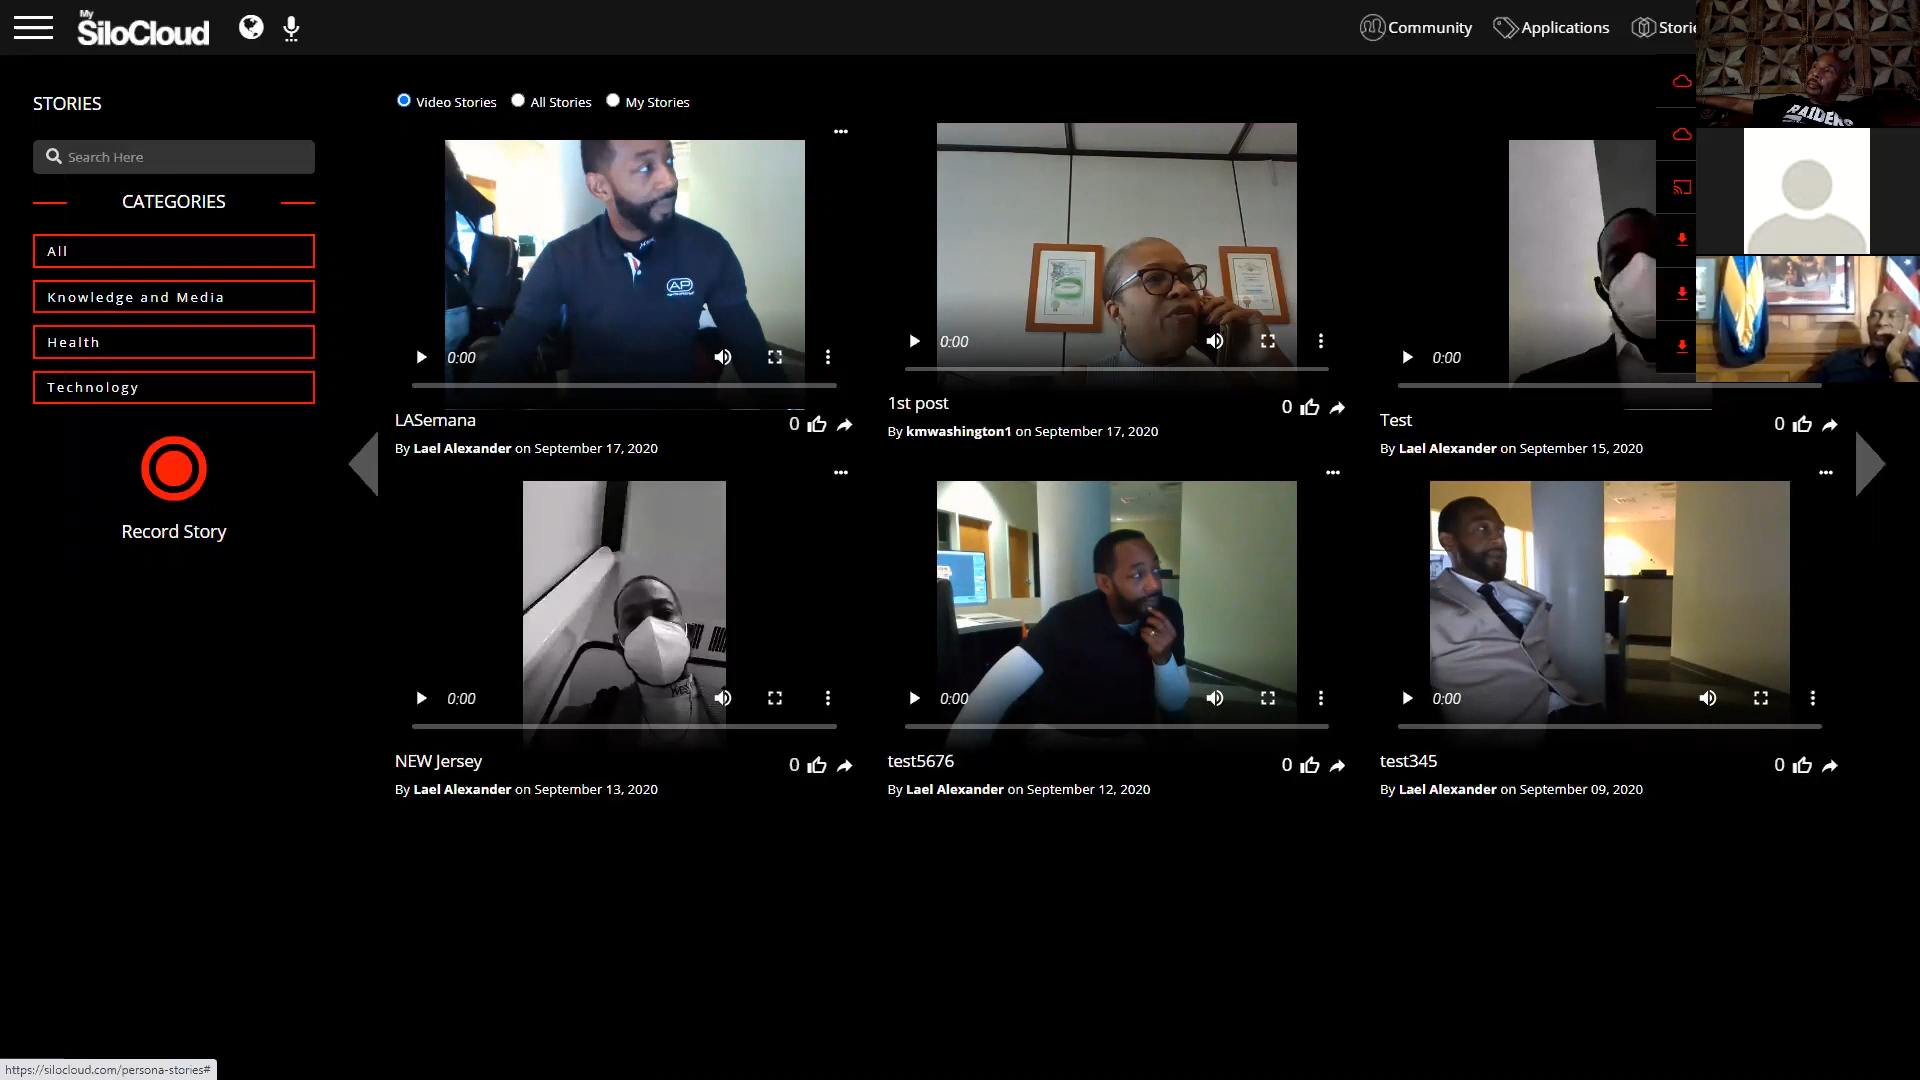 My
SiloCloud
Community
Applications
Storie
STORIES
Search Here
CATEGORIES
All
Knowledge and Media
Health
Technology
Record Story
Video Stories
All Stories
My Stories
AP
0:00
LASemana
0
By Lael Alexander on September 17, 2020
0:00
1st post
0
By kmwashington1 on September 17, 2020
0:00
Test
0
By Lael Alexander on September 15, 2020
RAIDERS
0:00
NEW Jersey
0
By Lael Alexander on September 13, 2020
0:00
test5676
0
By Lael Alexander on September 12, 2020
0:00
test345
0
By Lael Alexander on September 09, 2020
https://silocloud.com/persona-stories#